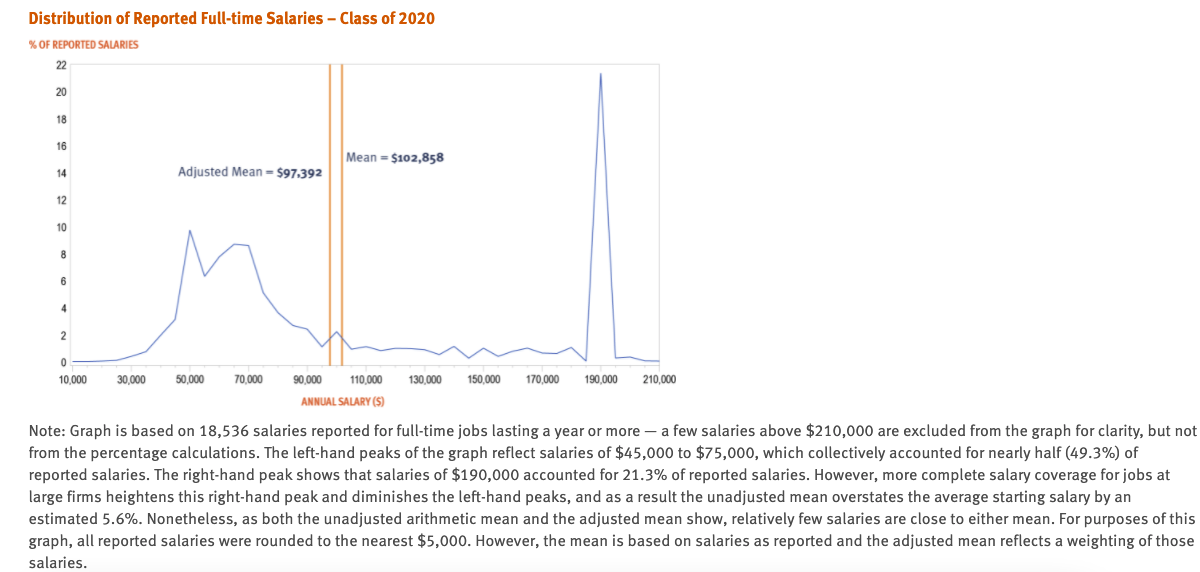 Distribution of Reported Full-time Salaries – Class of 2020
% OF REPORTED SALARIES
22
20
18
16
14
12
10
8
6
4
2
0
Mean = $102,858
Adjusted Mean = $97,392
10,000 30,000 50,000 70,000 90,000 110,000 130,000 150,000 170,000 190,000 210,000
ANNUAL SALARY ($)
Note: Graph is based on 18,536 salaries reported for full-time jobs lasting a year or more — a few salaries above $210,000 are excluded from the graph for clarity, but not
from the percentage calculations. The left-hand peaks of the graph reflect salaries of $45,000 to $75,000, which collectively accounted for nearly half (49.3%) of
reported salaries. The right-hand peak shows that salaries of $190,000 accounted for 21.3% of reported salaries. However, more complete salary coverage for jobs at
large firms heightens this right-hand peak and diminishes the left-hand peaks, and as a result the unadjusted mean overstates the average starting salary by an
estimated 5.6%. Nonetheless, as both the unadjusted arithmetic mean and the adjusted mean show, relatively few salaries are close to either mean. For purposes of this
graph, all reported salaries were rounded to the nearest $5,000. However, the mean is based on salaries as reported and the adjusted mean reflects a weighting of those
salaries.